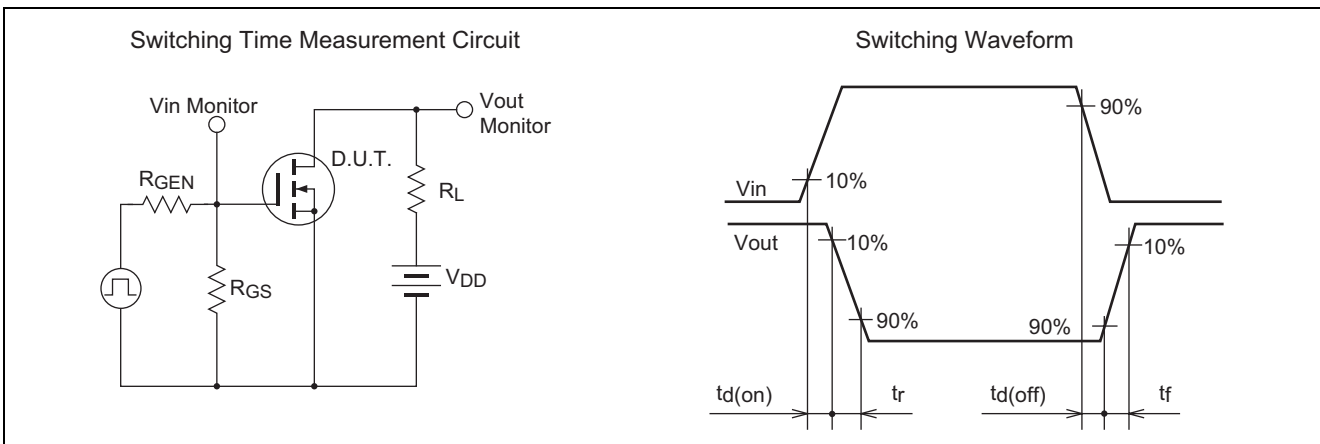 Switching Time Measurement Circuit
Vin Monitor
Vout
Monitor
D.U.T.
RGEN
RL
RGS
VDD
Switching Waveform
90%
Vin
10%
Vout
10%
10%
90%
90%
td(on)
tr
td(off)
tf